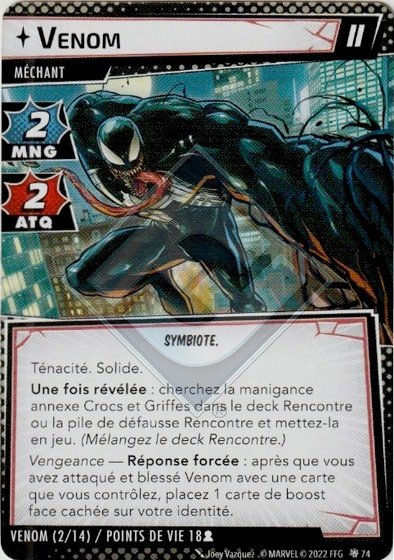 VENOM
II
MÉCHANT
2
MNG
2
ATQ
SYMBIOTE.
Ténacité. Solide.
Une fois révélée : cherchez la manigance
annexe Crocs et Griffes dans le deck Rencontre
ou la pile de défausse Rencontre et mettez-la
en jeu. (Mélangez le deck Rencontre.)
Vengeance — Réponse forcée : après que vous
avez attaqué et blessé Venom avec une carte
que vous contrôlez, placez 1 carte de boost
face cachée sur votre identité.
VENOM (2/14) / POINTS DE VIE 18
Joey Vazquez .© MARVEL © 2022 FFG 74